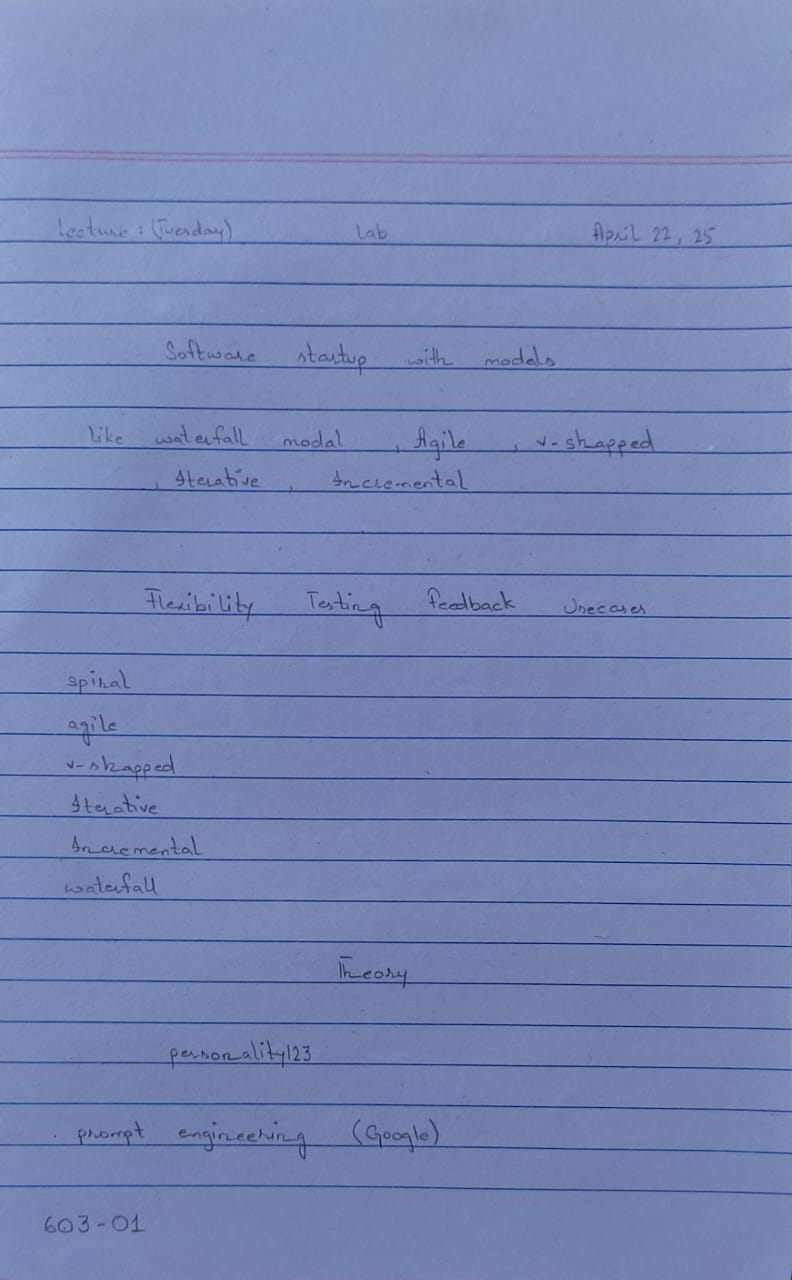 Lecture : (Tuesday) Lab April 22, 25
Software startup with models
like waterfall modal , Agile , v-shapped
, Iterative , Incremental
Flexibility Testing feedback Usecases
spiral
agile
v-shapped
Iterative
Incremental
waterfall
Theory
personality123
. prompt engineering (Google)
603-01